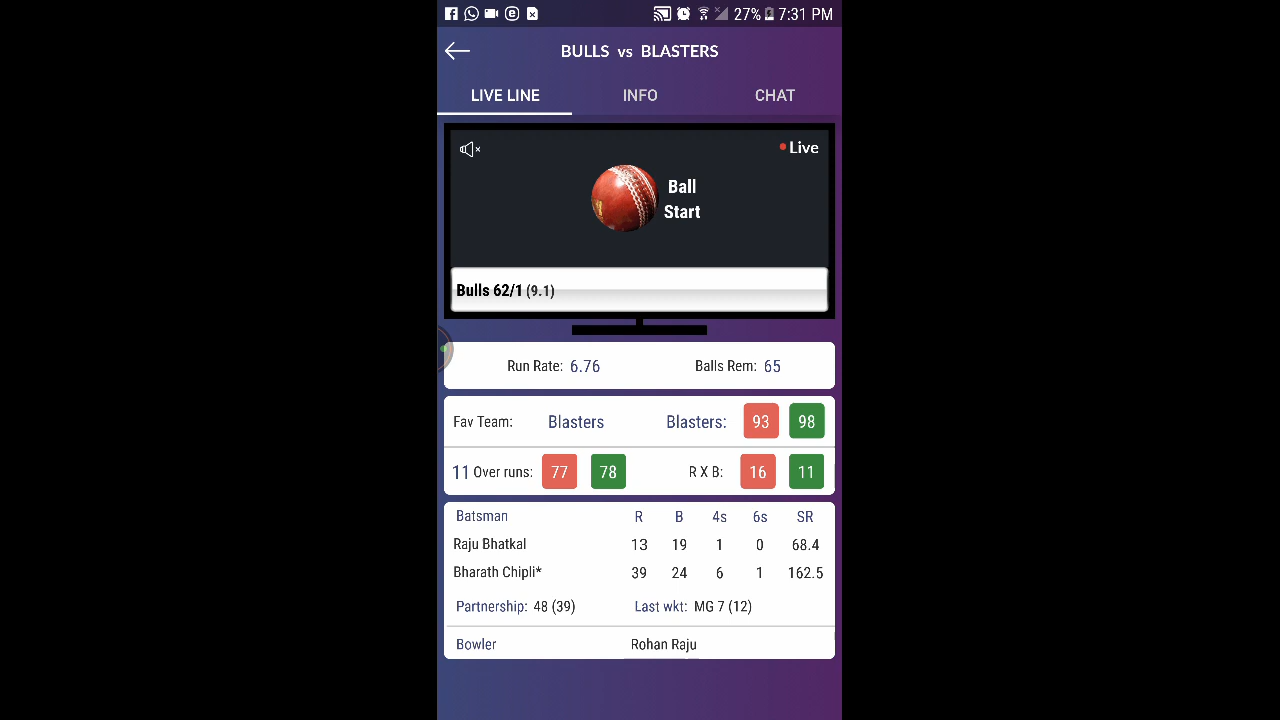 27% 7:31 PM
BULLS vs BLASTERS
LIVE LINE INFO CHAT
Live
Ball
Start
Bulls 62/1 (9.1)
Run Rate: 6.76 Balls Rem: 65
Fav Team: Blasters Blasters: 93 98
11 Over runs: 77 78 R X B: 16 11
Batsman R B 4s 6s SR
Raju Bhatkal 13 19 1 0 68.4
Bharath Chipli* 39 24 6 1 162.5
Partnership: 48 (39) Last wkt: MG 7 (12)
Bowler Rohan Raju